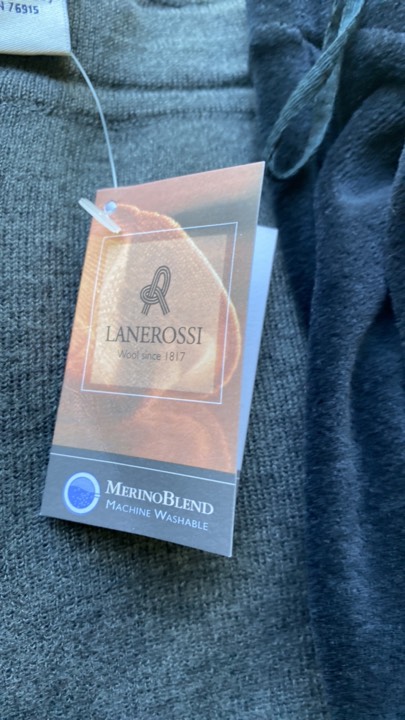 N 76915
LANEROSSI
Wool since 1817
MERINOBLEND
MACHINE WASHABLE